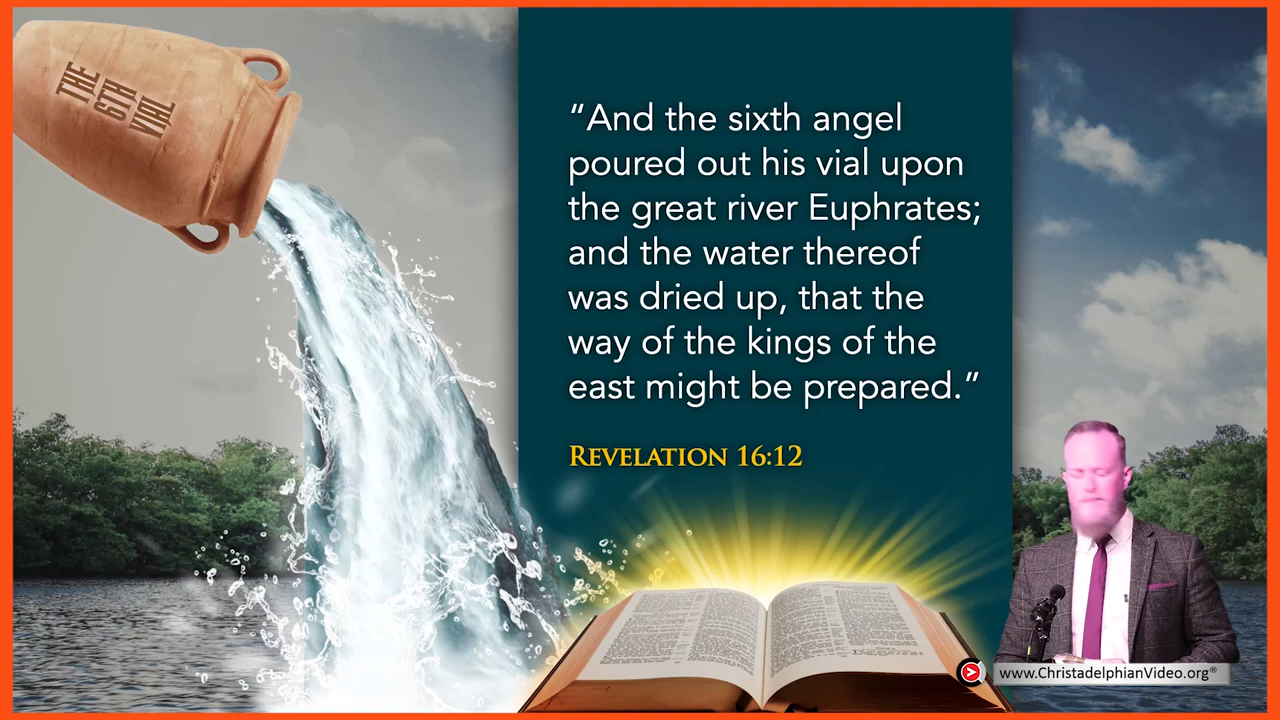 THE
6TH
VIAL
“And the sixth angel
poured out his vial upon
the great river Euphrates;
and the water thereof
was dried up, that the
way of the kings of the
east might be prepared.”
REVELATION 16:12
www.ChristadelphianVideo.org®